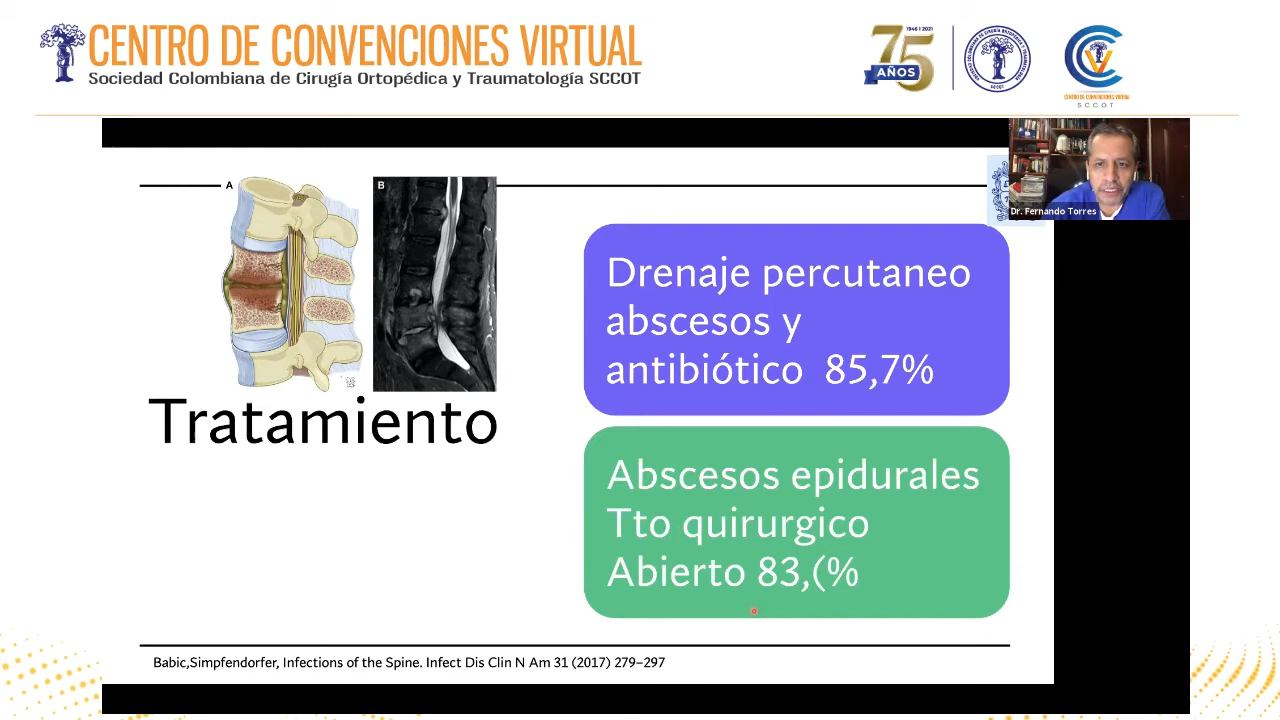 CENTRO DE CONVENCIONES VIRTUAL
Sociedad Colombiana de Cirugía Ortopédica y Traumatología SCCOT
1946 | 2021
75
AÑOS
CENTRO DE CONVENCIONES VIRTUAL
SCCOT
Dr. Fernando Torres
A
B
Tratamiento
Drenaje percutaneo
abscesos y
antibiótico 85,7%
Abscesos epidurales
Tto quirurgico
Abierto 83,(%
Babic,Simpfendorfer, Infections of the Spine. Infect Dis Clin N Am 31 (2017) 279–297